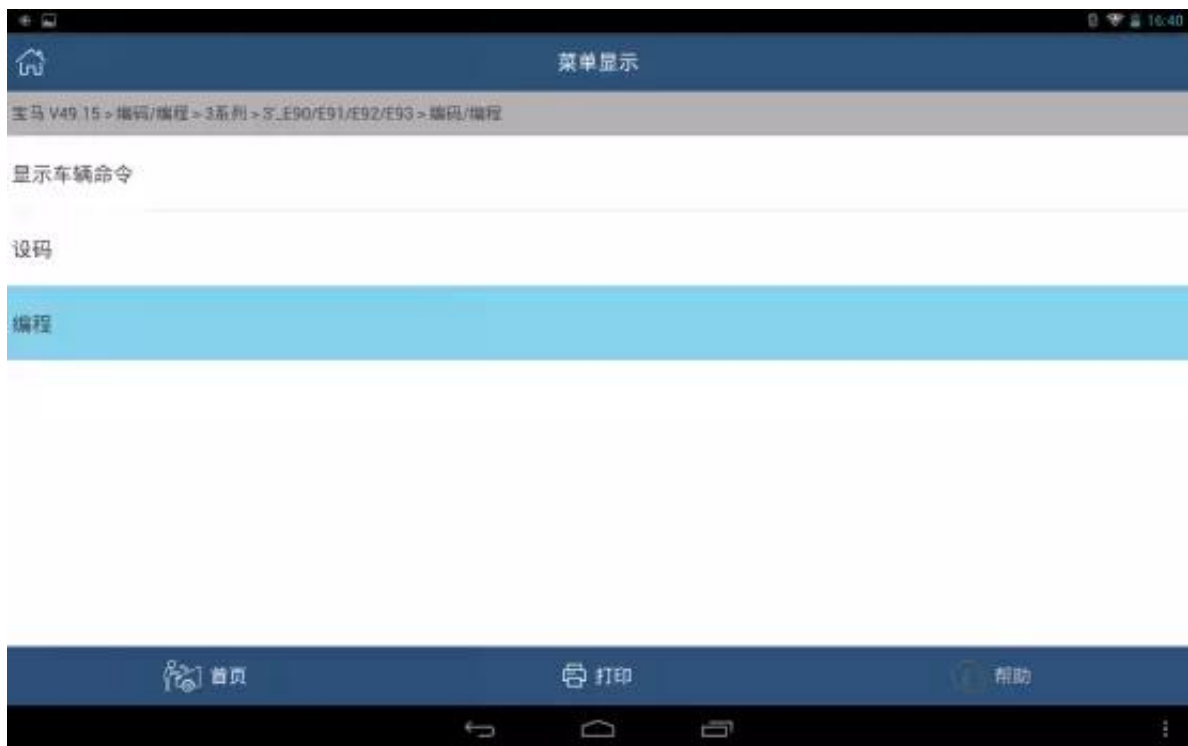 16:40
菜单显示
宝马 V49.15 > 编码/编程 > 3系列 > 3'_E90/E91/E92/E93 > 编码/编程
显示车辆命令
设码
编程
首页
打印
帮助